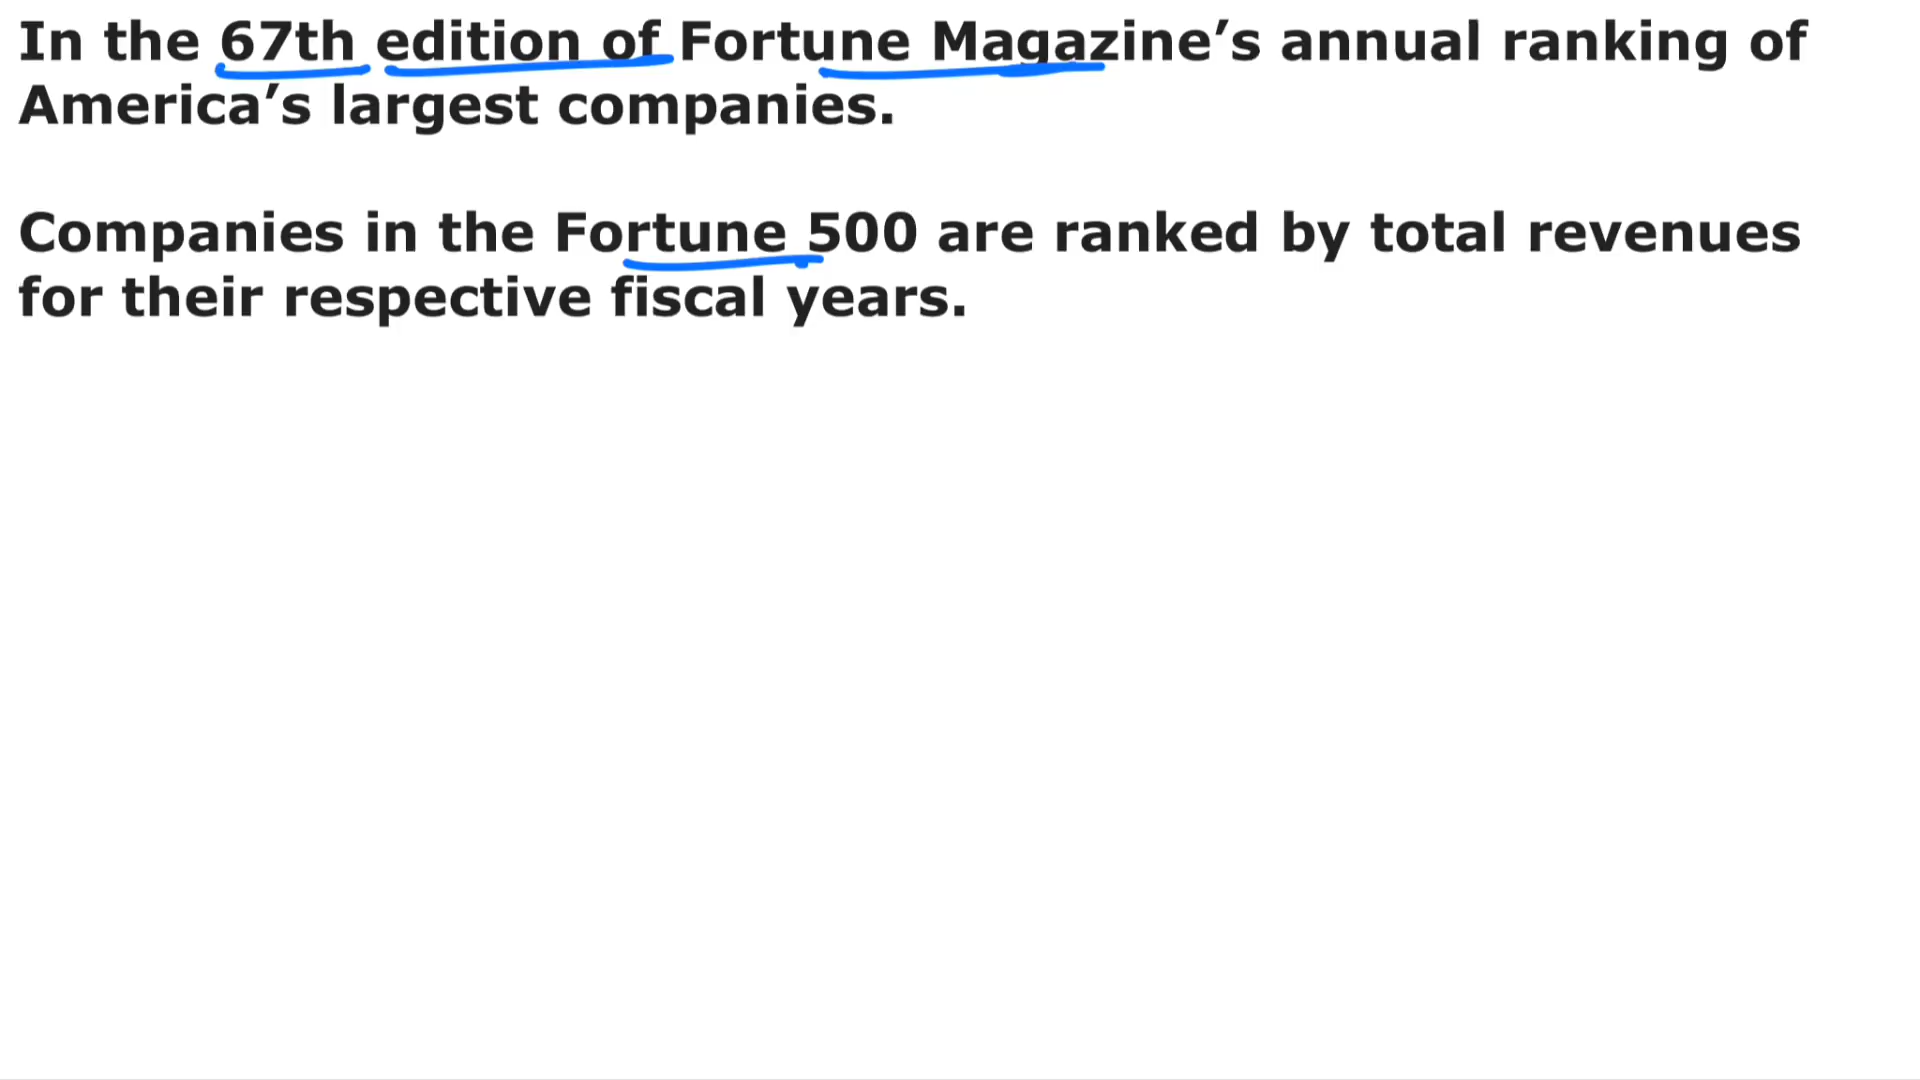 In the 67th edition of Fortune Magazine’s annual ranking of
America’s largest companies.
Companies in the Fortune 500 are ranked by total revenues
for their respective fiscal years.